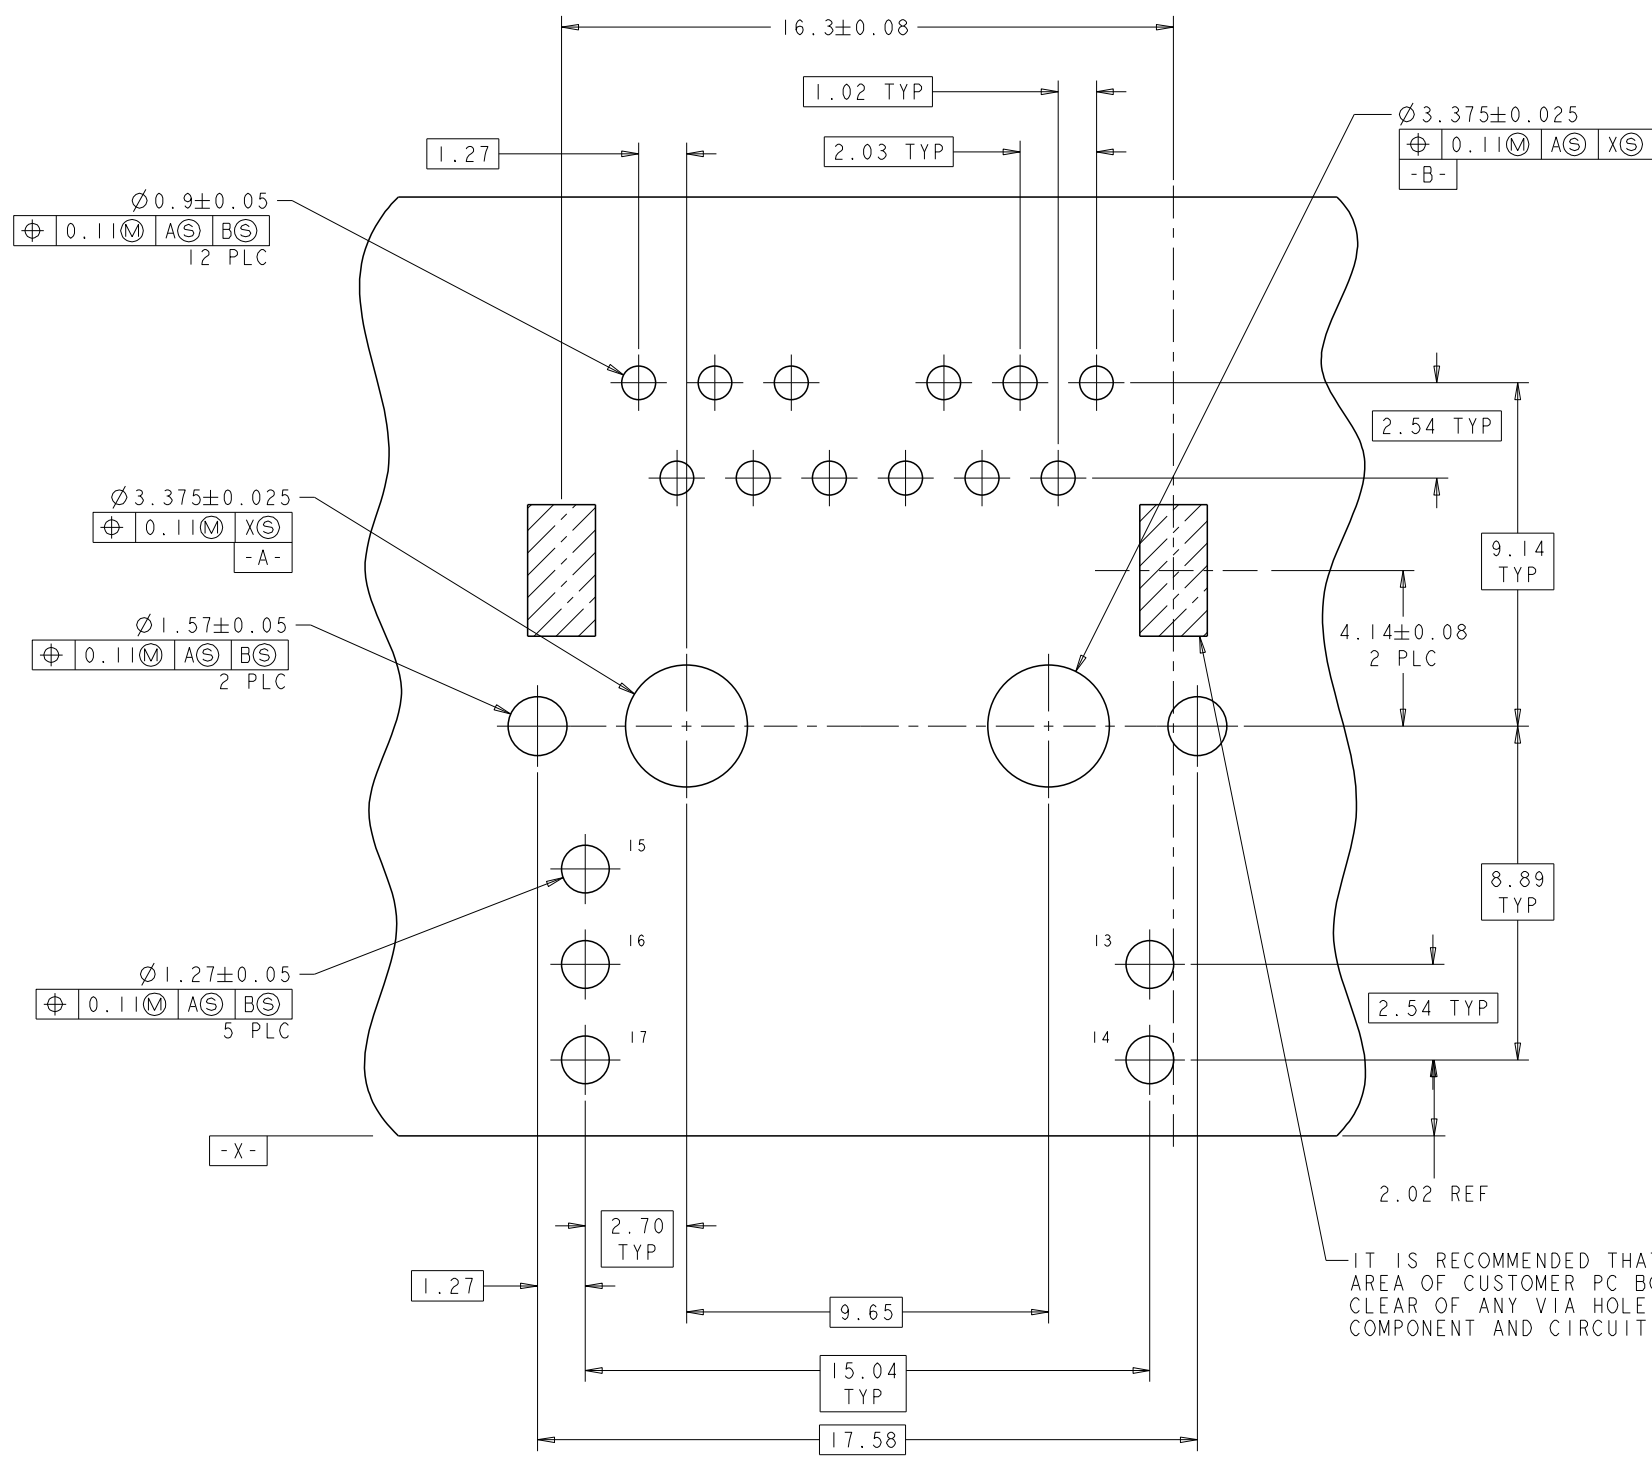 16.3±0.08
1.02 TYP
Ø3.375±0.025
⌖ 0.11Ⓜ AⓈ XⓈ
-B-
1.27
2.03 TYP
Ø0.9±0.05
⌖ 0.11Ⓜ AⓈ BⓈ
12 PLC
2.54 TYP
Ø3.375±0.025
⌖ 0.11Ⓜ XⓈ
-A-
9.14
TYP
Ø1.57±0.05
⌖ 0.11Ⓜ AⓈ BⓈ
2 PLC
4.14±0.08
2 PLC
15
8.89
TYP
16
13
Ø1.27±0.05
⌖ 0.11Ⓜ AⓈ BⓈ
5 PLC
2.54 TYP
17
14
-X-
2.02 REF
2.70
TYP
IT IS RECOMMENDED THAT
AREA OF CUSTOMER PC
CLEAR OF ANY VIA HOLE
COMPONENT AND CIRCUIT
1.27
9.65
15.04
TYP
17.58